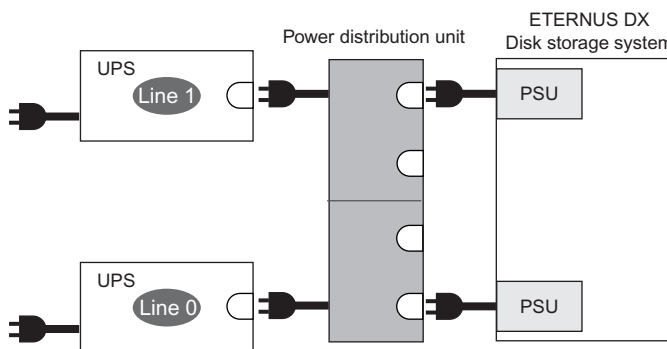 ETERNUS DX
Power distribution unit
Disk storage system
UPS
Line 1
PSU
UPS
Line 0
PSU